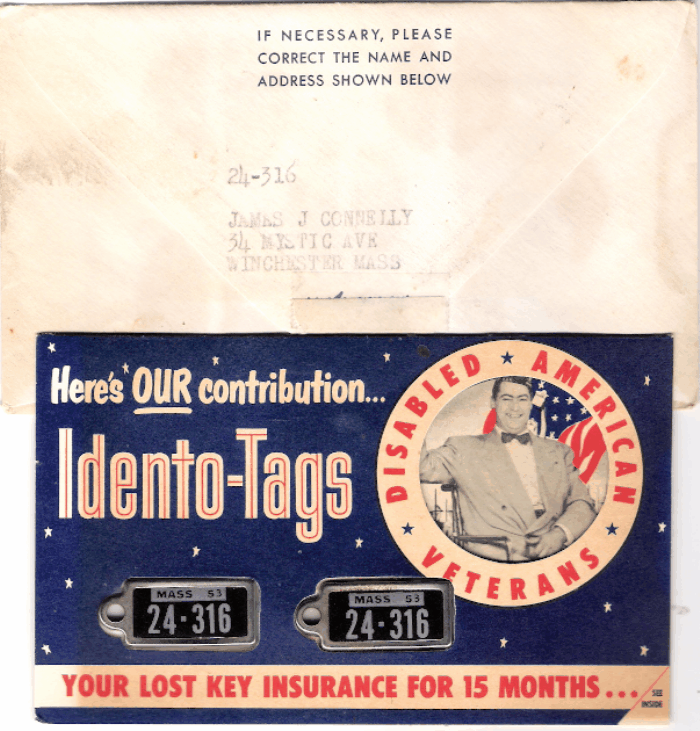 IF NECESSARY, PLEASE
CORRECT THE NAME AND
ADDRESS SHOWN BELOW
24-316
JAMES J CONNELLY
34 MYSTIC AVE
WINCHESTER MASS
Here's OUR contribution...
Idento-Tags
DISABLED AMERICAN
VETERANS
MASS 53
24·316
MASS 53
24·316
YOUR LOST KEY INSURANCE FOR 15 MONTHS...
SEE
INSIDE